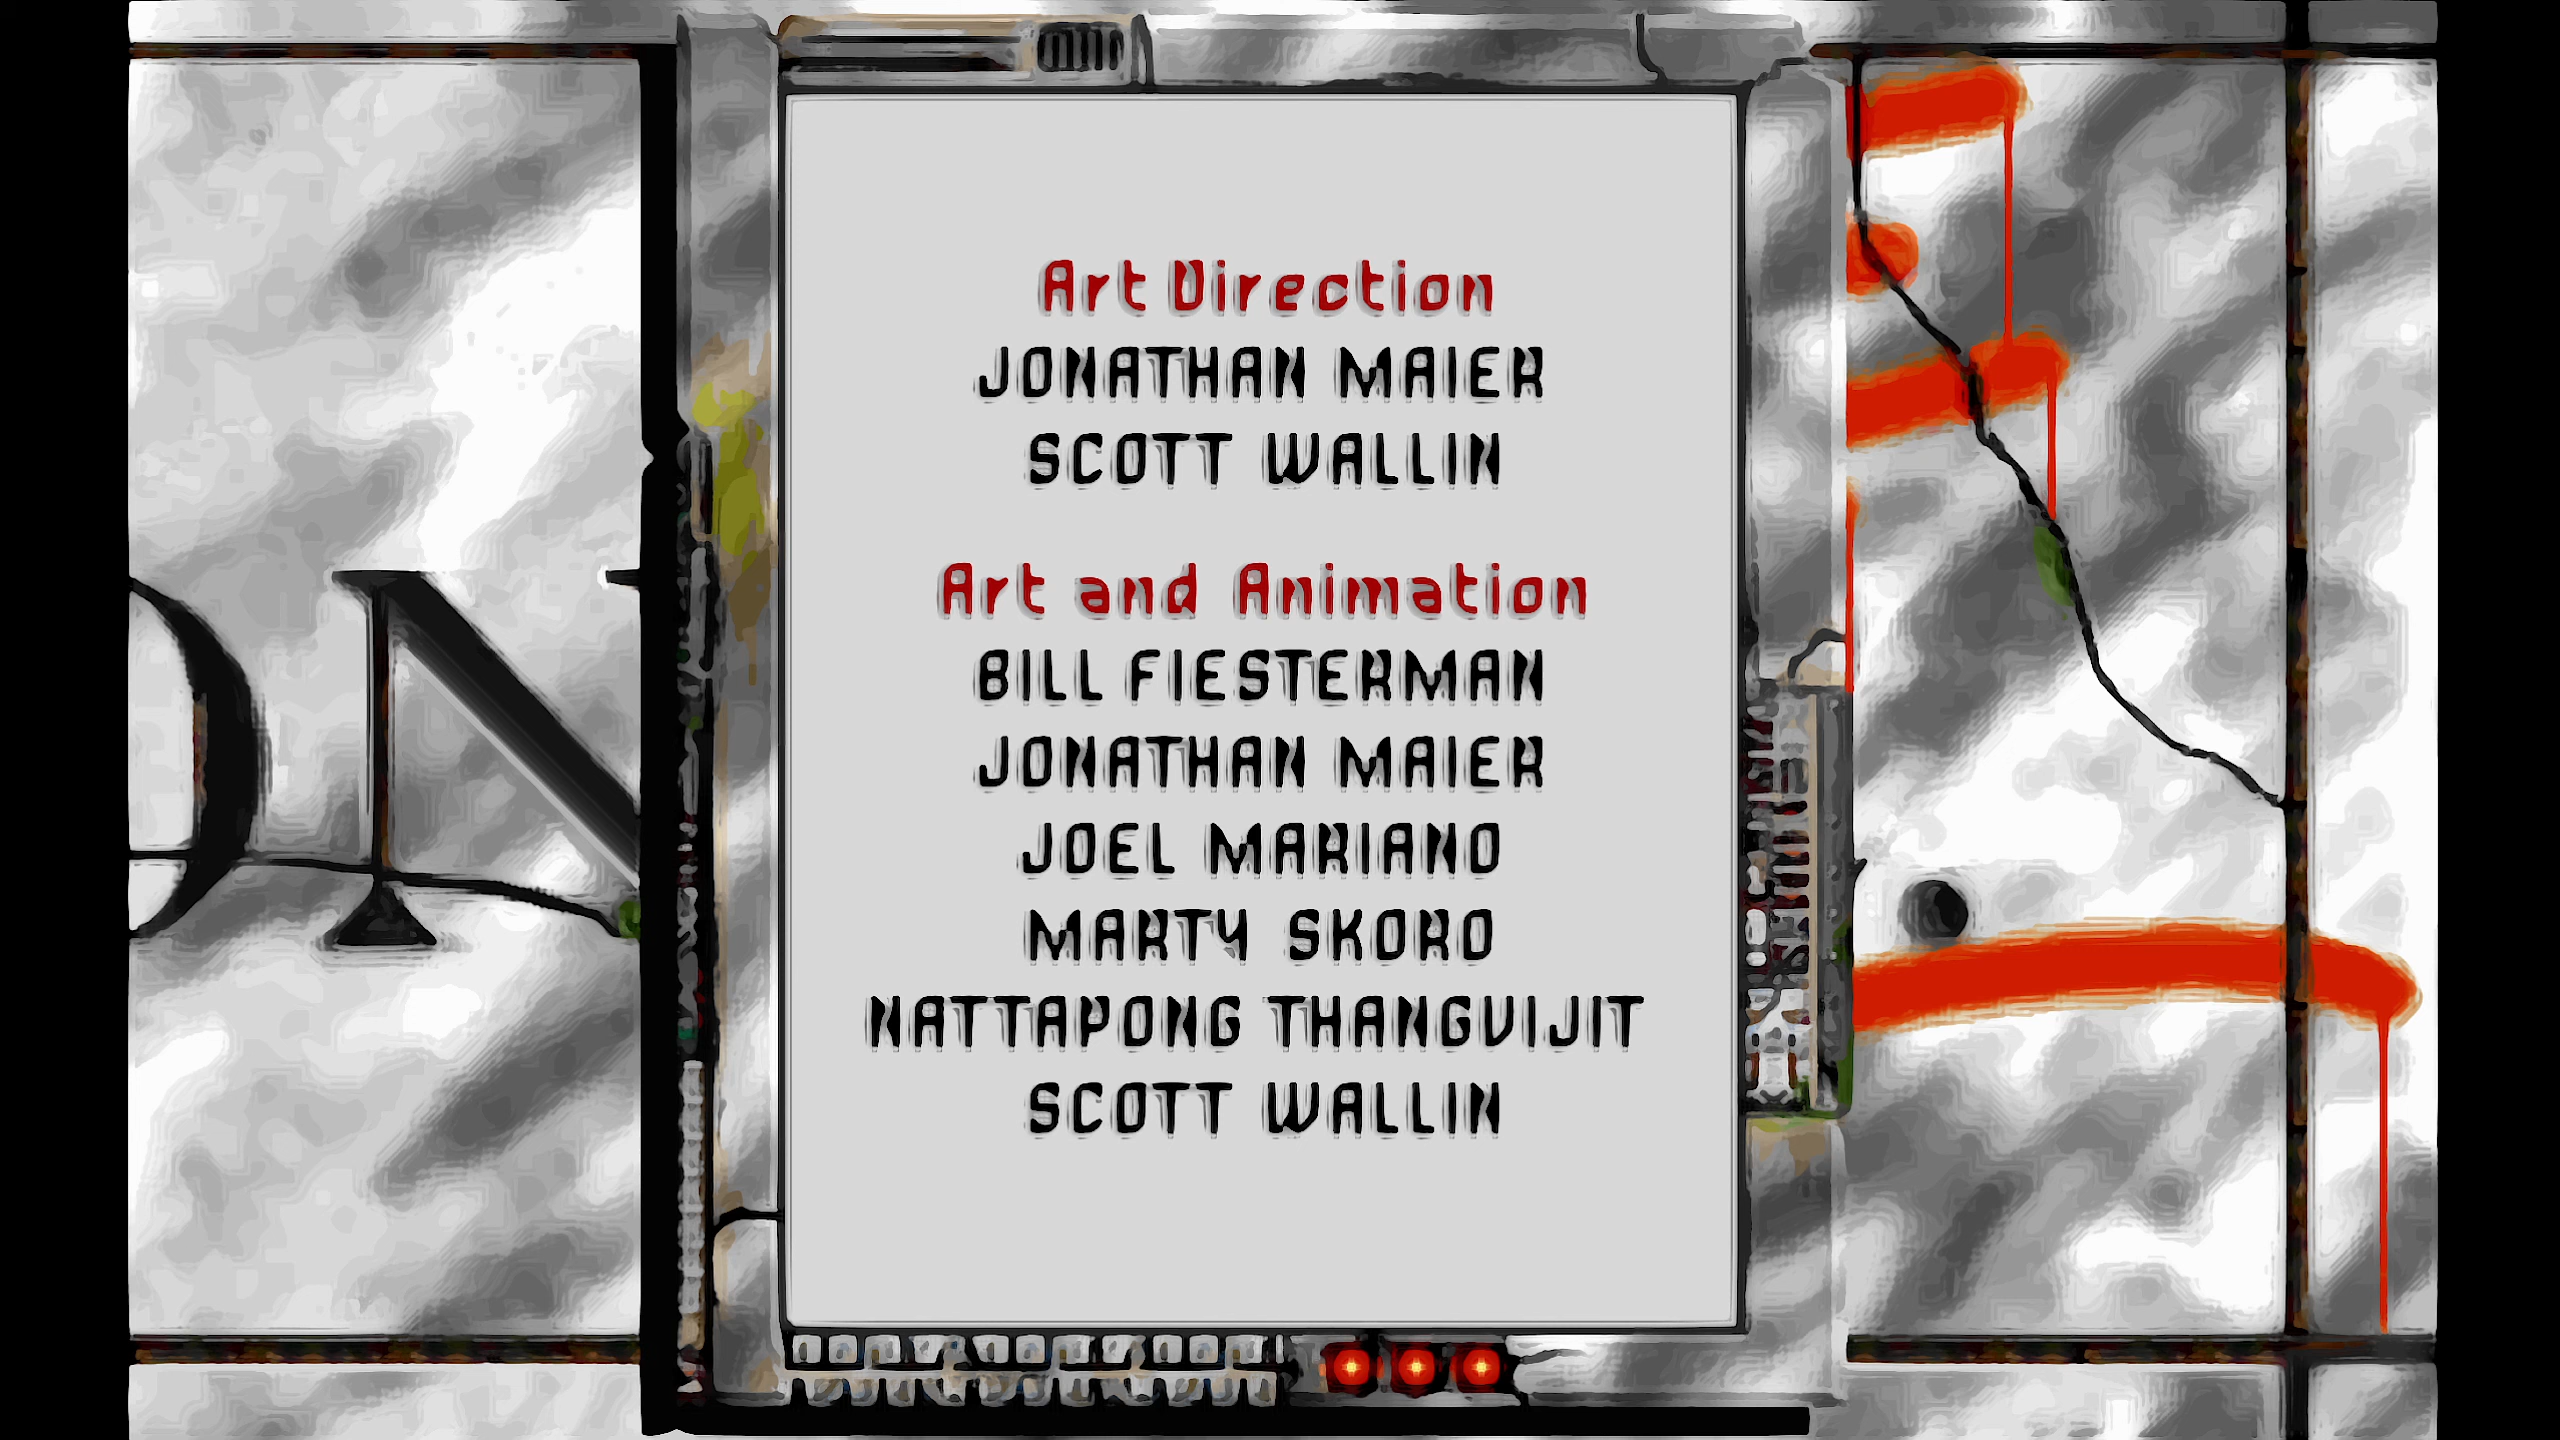 Art Direction
JONATHAN MAIER
SCOTT WALLIN
Art and Animation
BILL FIESTERMAN
JONATHAN MAIER
JOEL MARIANO
MARTY SKORO
NATTAPONG THANGVIJIT
SCOTT WALLIN